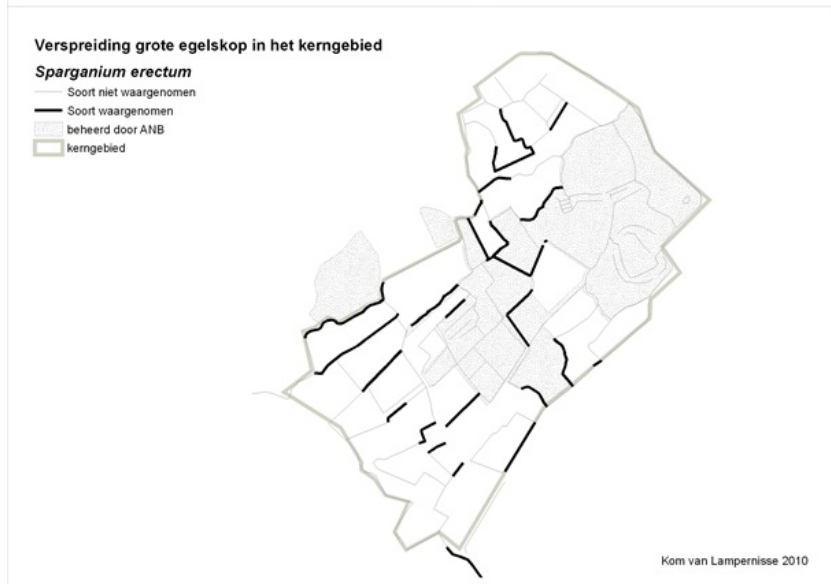 Verspreiding grote egelskop in het kerngebied
Sparganium erectum
Soort niet waargenomen
Soort waargenomen
beheerd door ANB
kerngebied
Kom van Lampernisse 2010